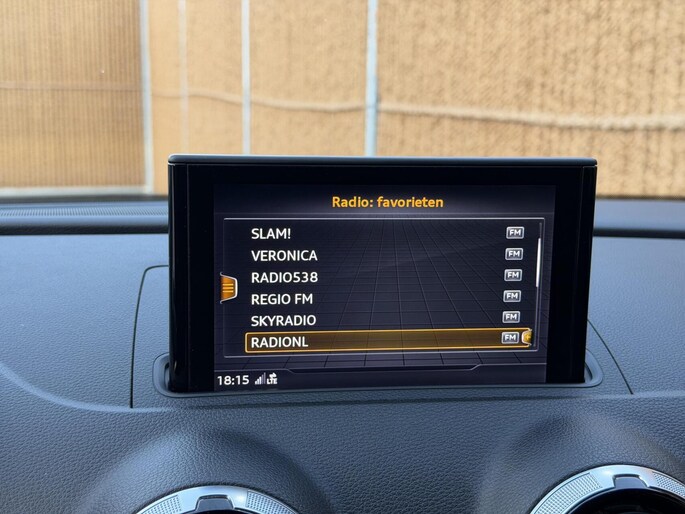 Radio: favorieten
SLAM! FM
VERONICA FM
RADIO538 FM
REGIO FM FM
SKYRADIO FM
RADIONL FM
18:15 LTE